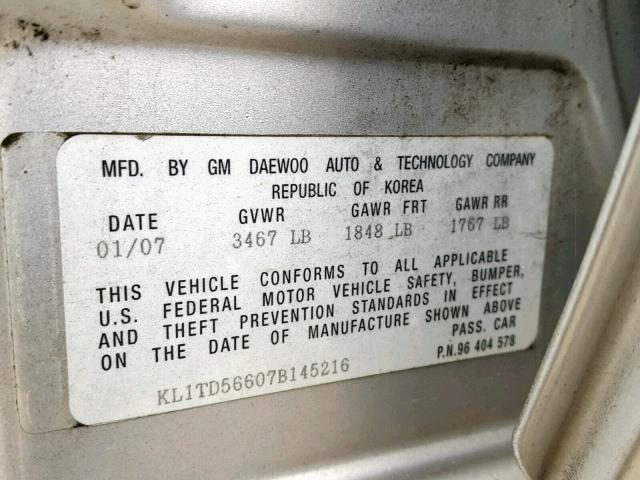 MFD. BY GM DAEWOO AUTO & TECHNOLOGY COMPANY
REPUBLIC OF KOREA
DATE GVWR GAWR FRT GAWR RR
01/07 3467 LB 1848 LB 1767 LB
THIS VEHICLE CONFORMS TO ALL APPLICABLE
U.S. FEDERAL MOTOR VEHICLE SAFETY, BUMPER,
AND THEFT PREVENTION STANDARDS IN EFFECT
ON THE DATE OF MANUFACTURE SHOWN ABOVE
PASS. CAR
KL1TD56607B145216 P.N.96 404 578